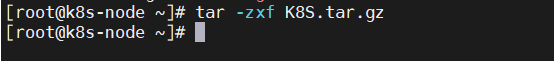 [root@k8s-node ~]# tar -zxf K8S.tar.gz
[root@k8s-node ~]#